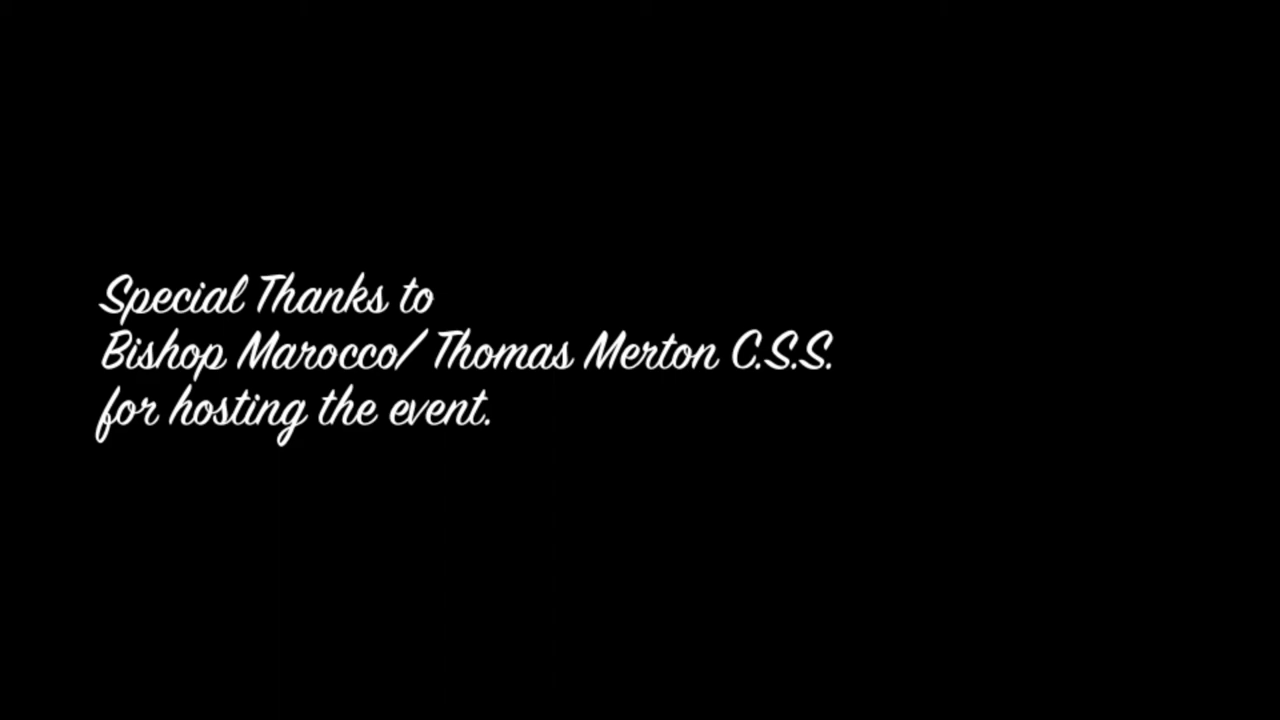 Special Thanks to
Bishop Marocco/ Thomas Merton C.S.S.
for hosting the event.